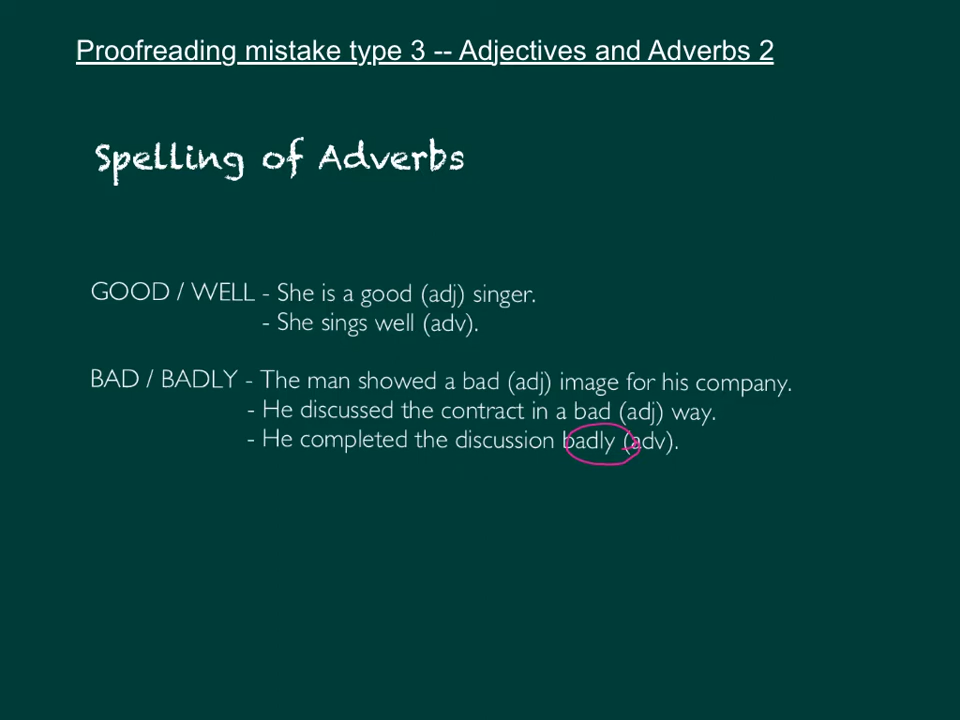 Proofreading mistake type 3 -- Adjectives and Adverbs 2
Spelling of Adverbs
GOOD / WELL - She is a good (adj) singer.
- She sings well (adv).
BAD / BADLY - The man showed a bad (adj) image for his company.
- He discussed the contract in a bad (adj) way.
- He completed the discussion badly (adv).